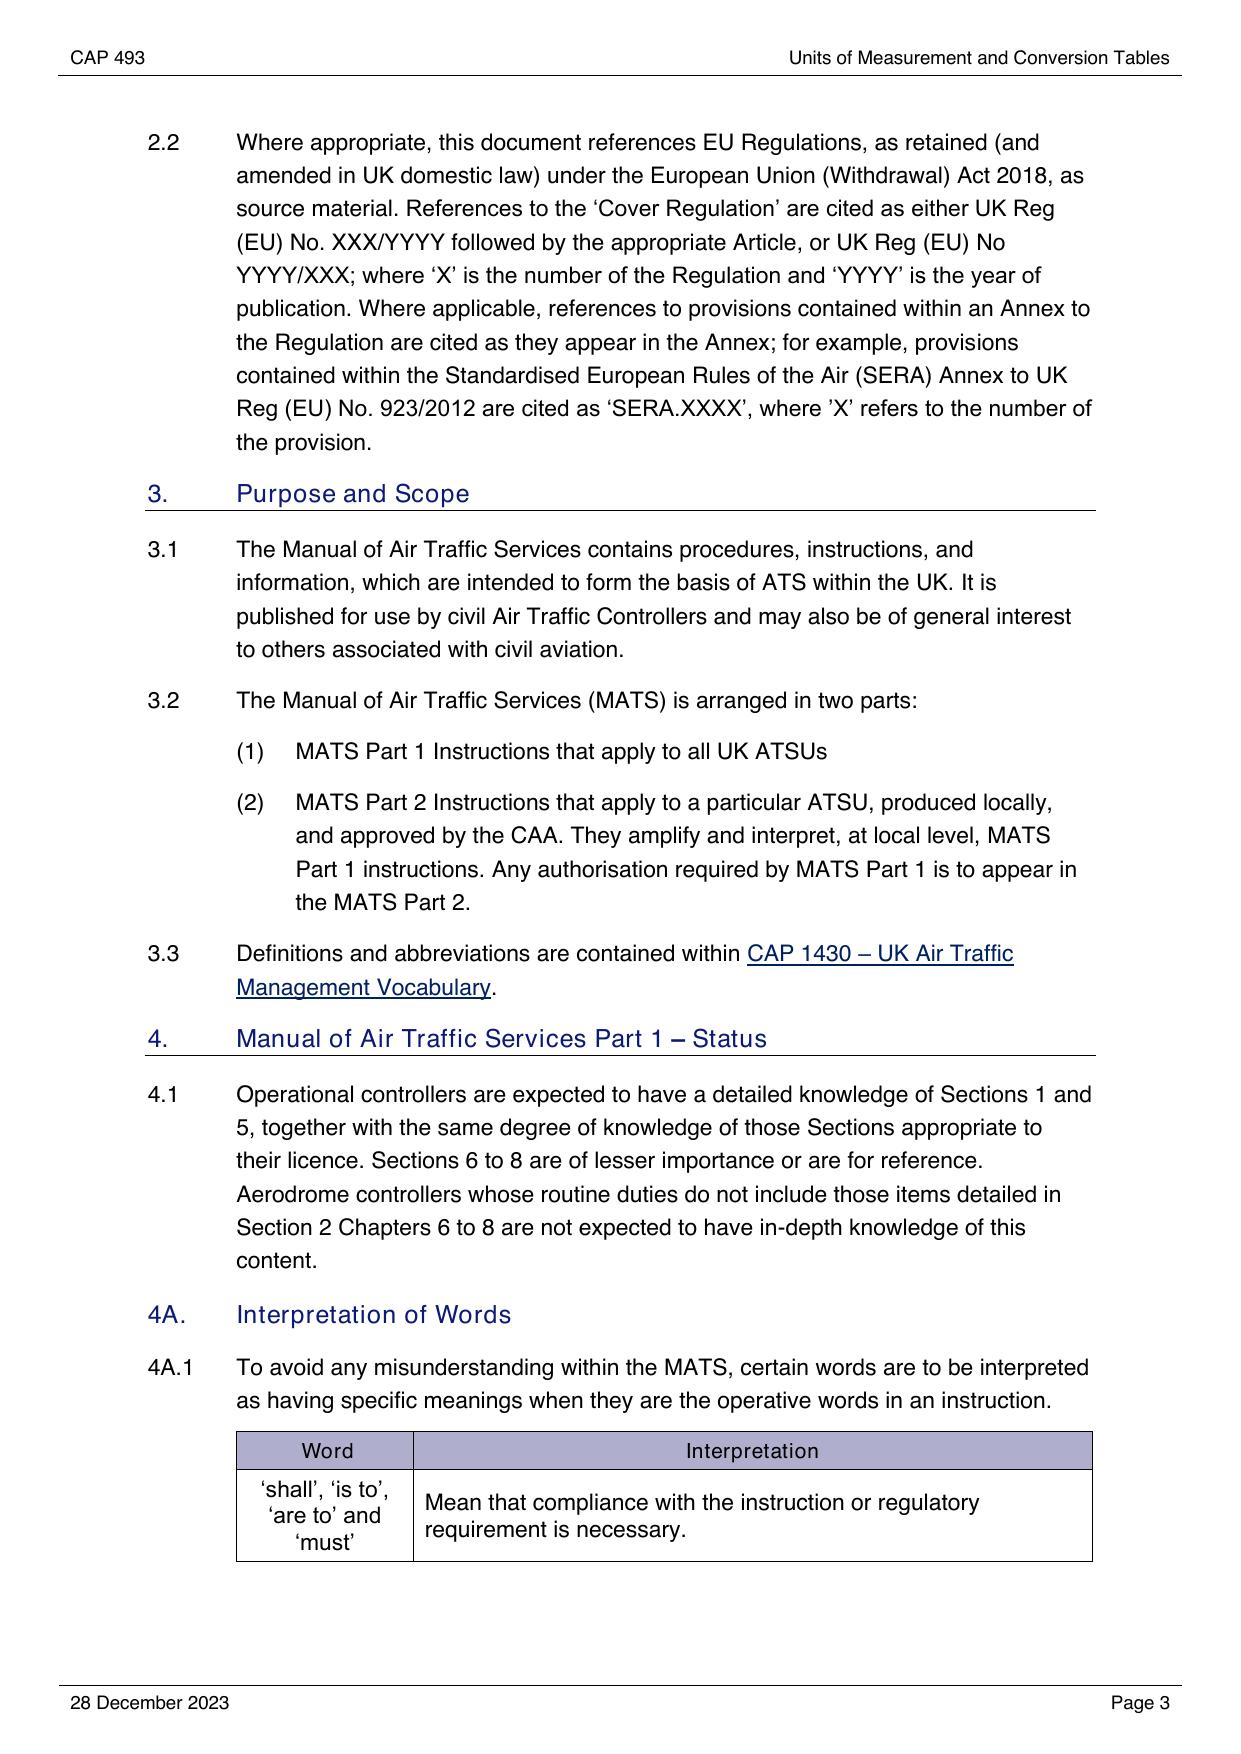 CAP 493 Units of Measurement and Conversion Tables
2.2 Where appropriate, this document references EU Regulations, as retained (and
amended in UK domestic law) under the European Union (Withdrawal) Act 2018, as
source material. References to the ‘Cover Regulation’ are cited as either UK Reg
(EU) No. XXX/YYYY followed by the appropriate Article, or UK Reg (EU) No
YYYY/XXX; where ‘X’ is the number of the Regulation and ‘YYYY’ is the year of
publication. Where applicable, references to provisions contained within an Annex to
the Regulation are cited as they appear in the Annex; for example, provisions
contained within the Standardised European Rules of the Air (SERA) Annex to UK
Reg (EU) No. 923/2012 are cited as ‘SERA.XXXX’, where ’X’ refers to the number of
the provision.
3. Purpose and Scope
3.1 The Manual of Air Traffic Services contains procedures, instructions, and
information, which are intended to form the basis of ATS within the UK. It is
published for use by civil Air Traffic Controllers and may also be of general interest
to others associated with civil aviation.
3.2 The Manual of Air Traffic Services (MATS) is arranged in two parts:
(1) MATS Part 1 Instructions that apply to all UK ATSUs
(2) MATS Part 2 Instructions that apply to a particular ATSU, produced locally,
and approved by the CAA. They amplify and interpret, at local level, MATS
Part 1 instructions. Any authorisation required by MATS Part 1 is to appear in
the MATS Part 2.
3.3 Definitions and abbreviations are contained within CAP 1430 – UK Air Traffic
Management Vocabulary.
4. Manual of Air Traffic Services Part 1 – Status
4.1 Operational controllers are expected to have a detailed knowledge of Sections 1 and
5, together with the same degree of knowledge of those Sections appropriate to
their licence. Sections 6 to 8 are of lesser importance or are for reference.
Aerodrome controllers whose routine duties do not include those items detailed in
Section 2 Chapters 6 to 8 are not expected to have in-depth knowledge of this
content.
4A. Interpretation of Words
4A.1 To avoid any misunderstanding within the MATS, certain words are to be interpreted
as having specific meanings when they are the operative words in an instruction.
Word Interpretation
‘shall’, ‘is to’,
‘are to’ and
‘must’
Mean that compliance with the instruction or regulatory
requirement is necessary.
28 December 2023 Page 3